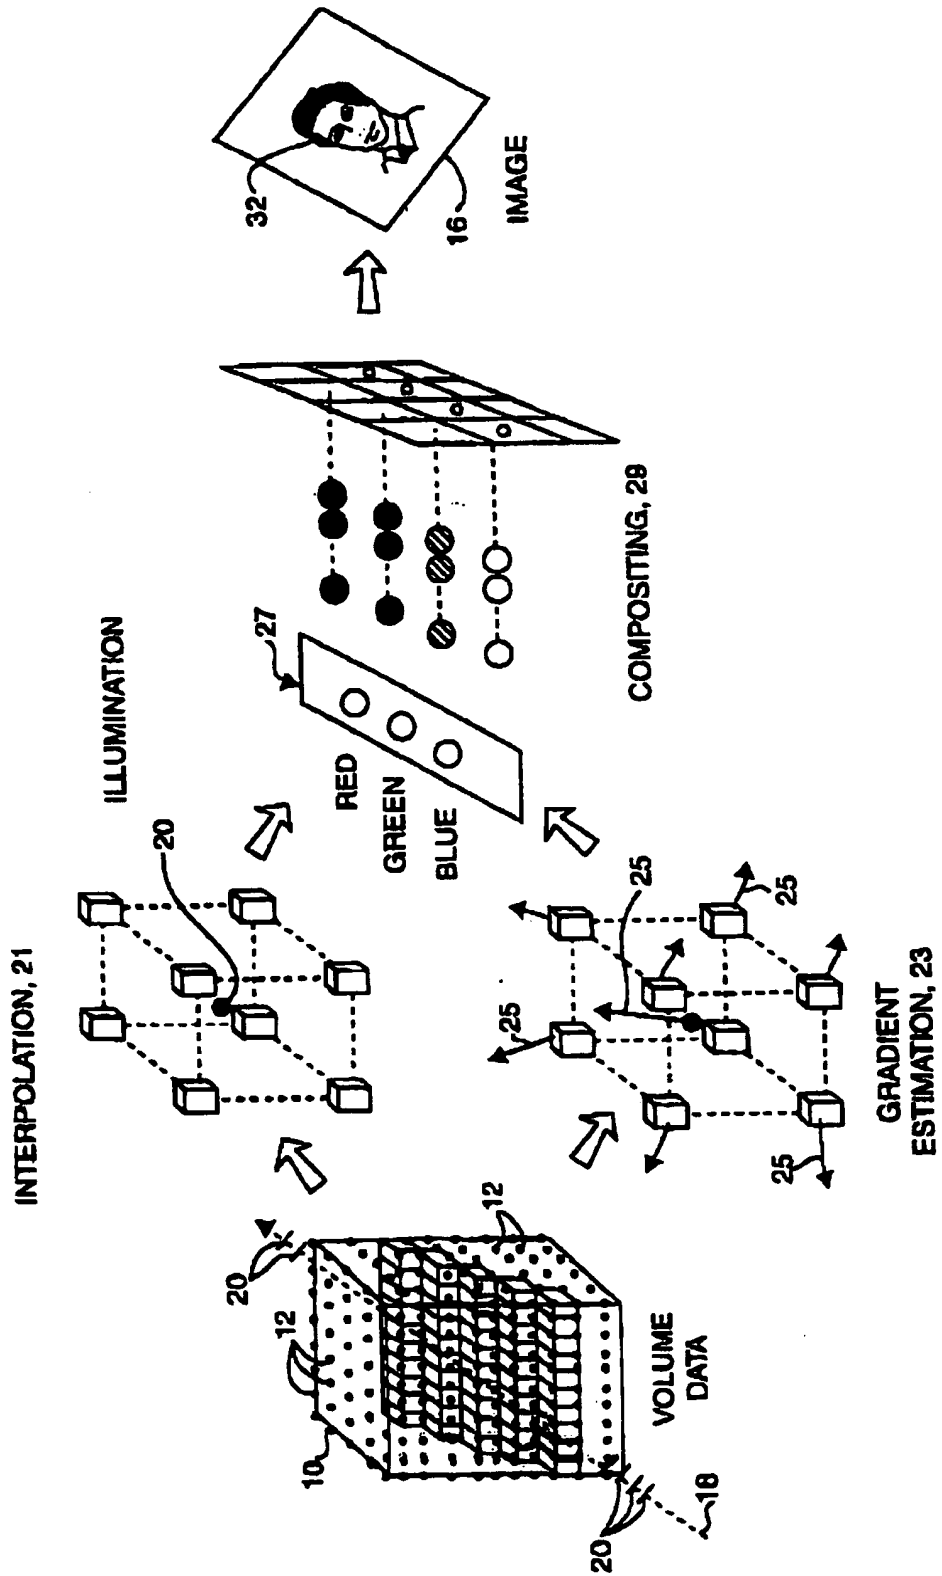 INTERPOLATION, 21
ILLUMINATION
20
27
RED
GREEN
BLUE
32
16
IMAGE
COMPOSITING, 29
20
12
10
12
20
18
VOLUME
DATA
25
25
25
25
GRADIENT
ESTIMATION, 23